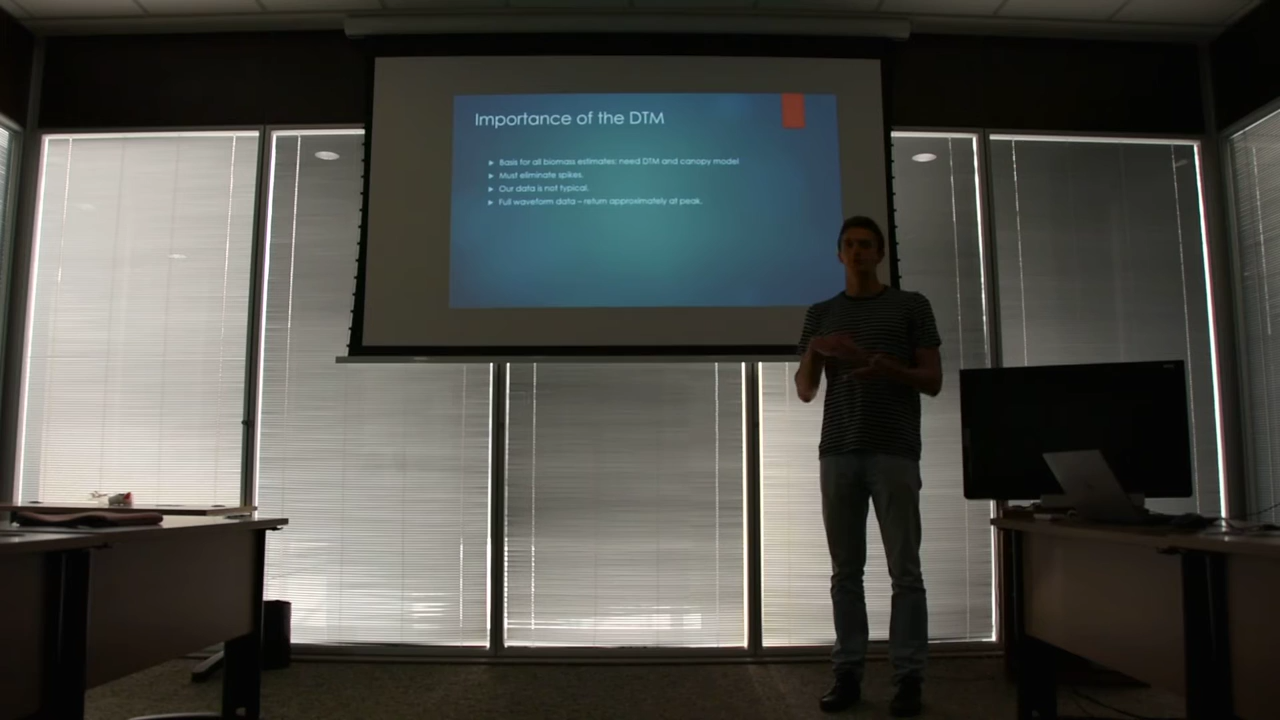 Importance of the DTM
Basis for all biomass estimates: need DTM and canopy model
Must eliminate spikes.
Our data is not typical.
Full waveform data – return approximately at peak.